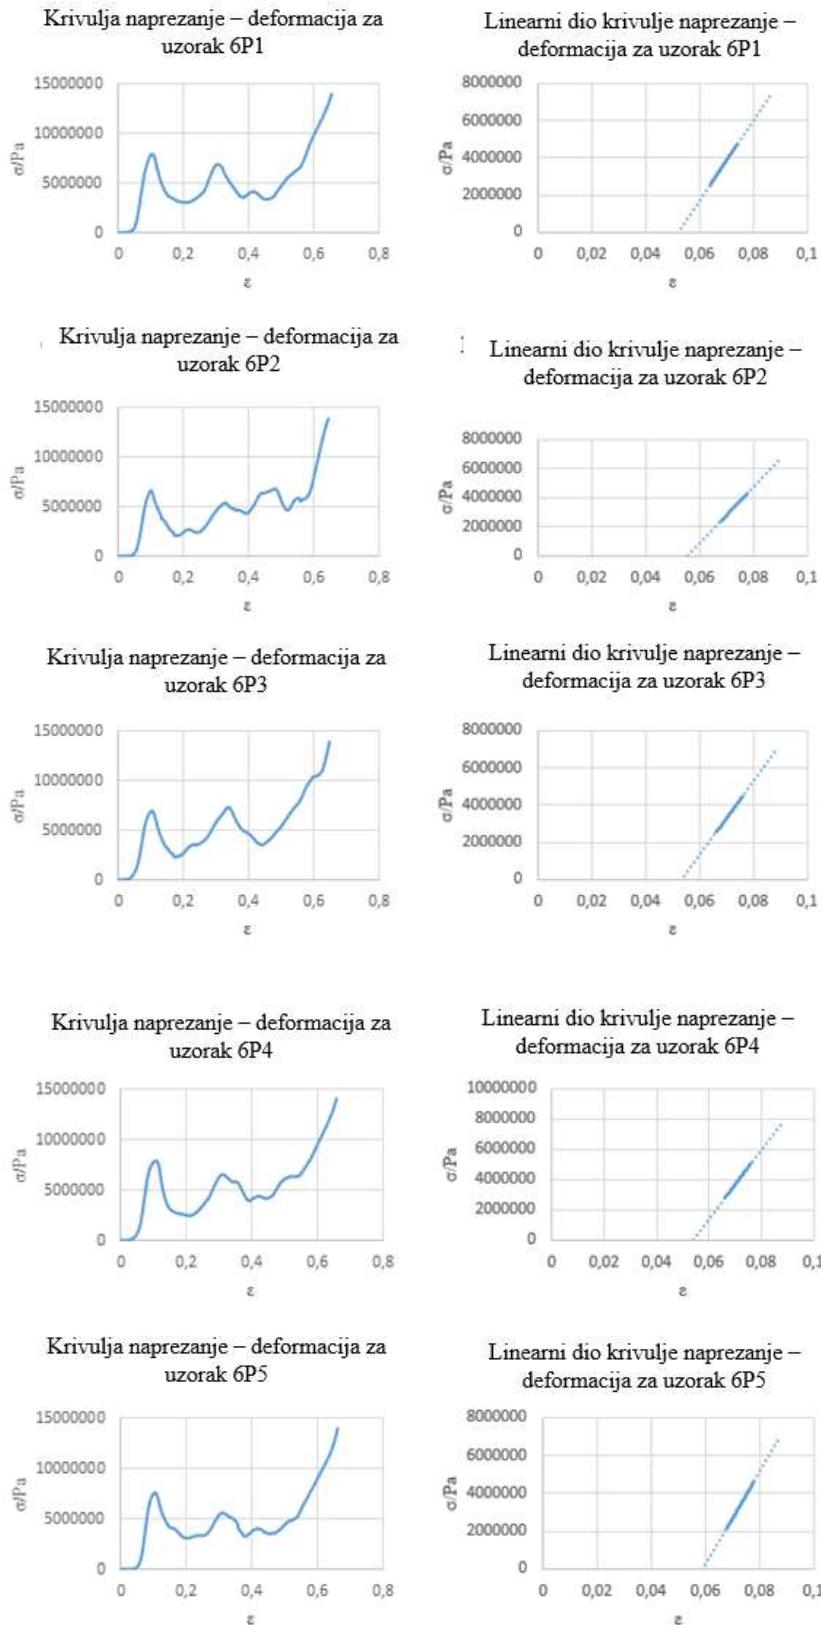 Krivulja naprezanje – deformacija za
uzorak 6P1
15000000
10000000
5000000
0
σ/Pa
0 0,2 0,4 0,6 0,8
ε
Linearni dio krivulje naprezanje –
deformacija za uzorak 6P1
8000000
6000000
4000000
2000000
0
σ/Pa
0 0,02 0,04 0,06 0,08 0,1
ε
Krivulja naprezanje – deformacija za
uzorak 6P2
15000000
10000000
5000000
0
σ/Pa
0 0,2 0,4 0,6 0,8
ε
Linearni dio krivulje naprezanje –
deformacija za uzorak 6P2
8000000
6000000
4000000
2000000
0
σ/Pa
0 0,02 0,04 0,06 0,08 0,1
ε
Krivulja naprezanje – deformacija za
uzorak 6P3
15000000
10000000
5000000
0
σ/Pa
0 0,2 0,4 0,6 0,8
ε
Linearni dio krivulje naprezanje –
deformacija za uzorak 6P3
8000000
6000000
4000000
2000000
0
σ/Pa
0 0,02 0,04 0,06 0,08 0,1
ε
Krivulja naprezanje – deformacija za
uzorak 6P4
15000000
10000000
5000000
0
σ/Pa
0 0,2 0,4 0,6 0,8
ε
Linearni dio krivulje naprezanje –
deformacija za uzorak 6P4
10000000
8000000
6000000
4000000
2000000
0
σ/Pa
0 0,02 0,04 0,06 0,08 0,1
ε
Krivulja naprezanje – deformacija za
uzorak 6P5
15000000
10000000
5000000
0
σ/Pa
0 0,2 0,4 0,6 0,8
ε
Linearni dio krivulje naprezanje –
deformacija za uzorak 6P5
8000000
6000000
4000000
2000000
0
σ/Pa
0 0,02 0,04 0,06 0,08 0,1
ε